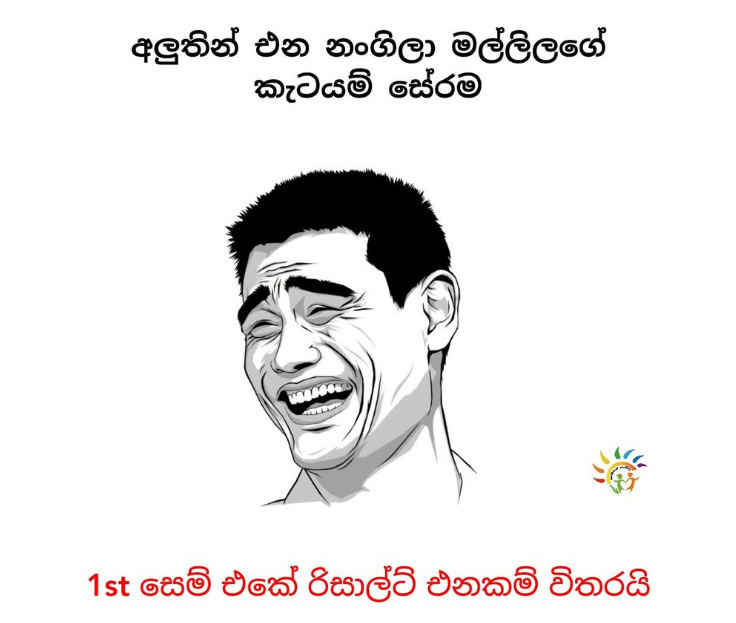 අලුතින් එන නංගිලා මල්ලිලගේ
කැටයම් සේරම
1st සෙම් එකේ රිසාල්ට් එනකම් විතරයි